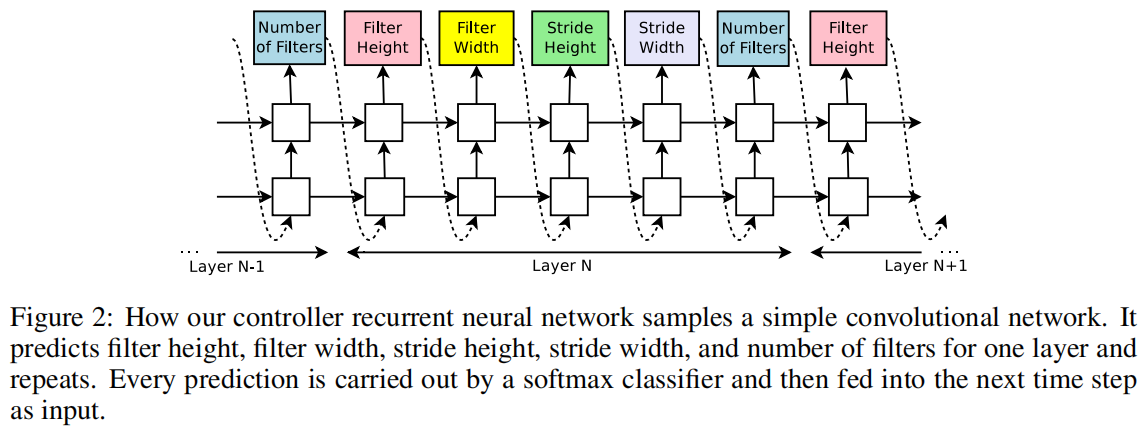 Number
of Filters
Filter
Height
Filter
Width
Stride
Height
Stride
Width
Number
of Filters
Filter
Height
...
Layer N-1
Layer N
...
Layer N+1
Figure 2: How our controller recurrent neural network samples a simple convolutional network. It
predicts filter height, filter width, stride height, stride width, and number of filters for one layer and
repeats. Every prediction is carried out by a softmax classifier and then fed into the next time step
as input.